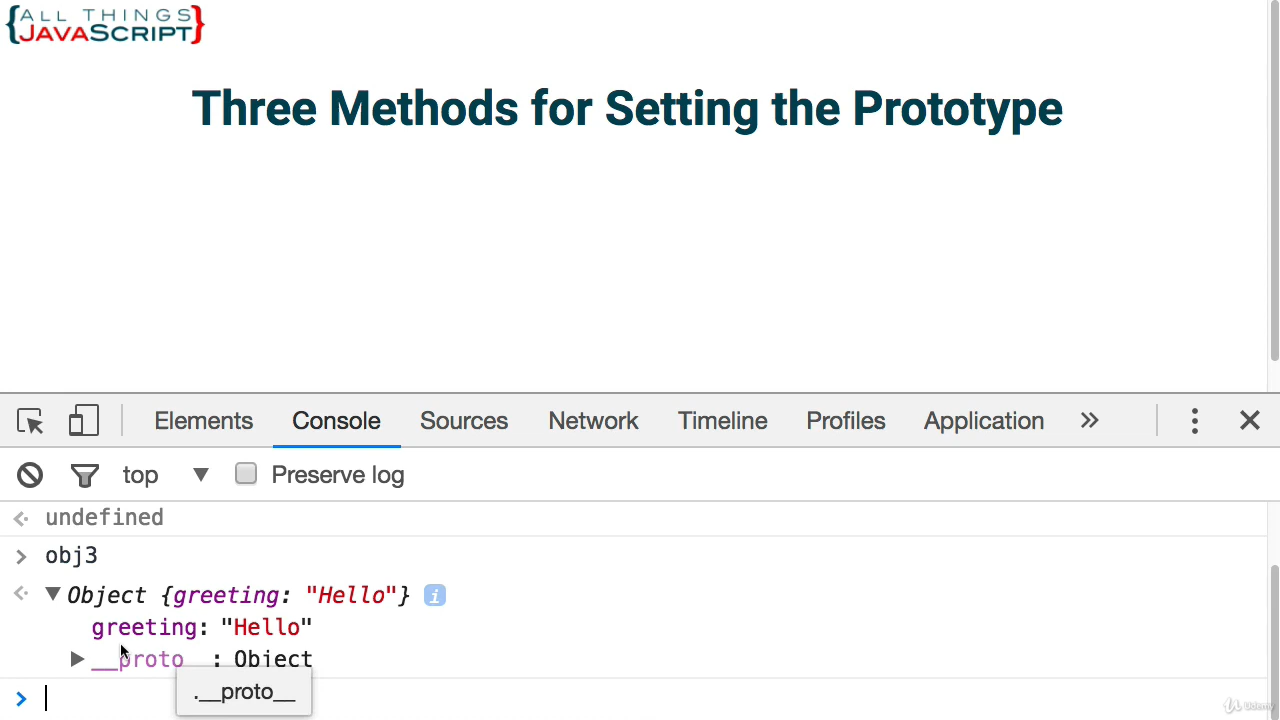 {ALL THINGS
JAVASCRIPT}
Three Methods for Setting the Prototype
Elements Console Sources Network Timeline Profiles Application »
top ▼ Preserve log
undefined
> obj3
▼ Object {greeting: "Hello"} i
greeting: "Hello"
▶ __proto__: Object
.__proto__
>
Udemy